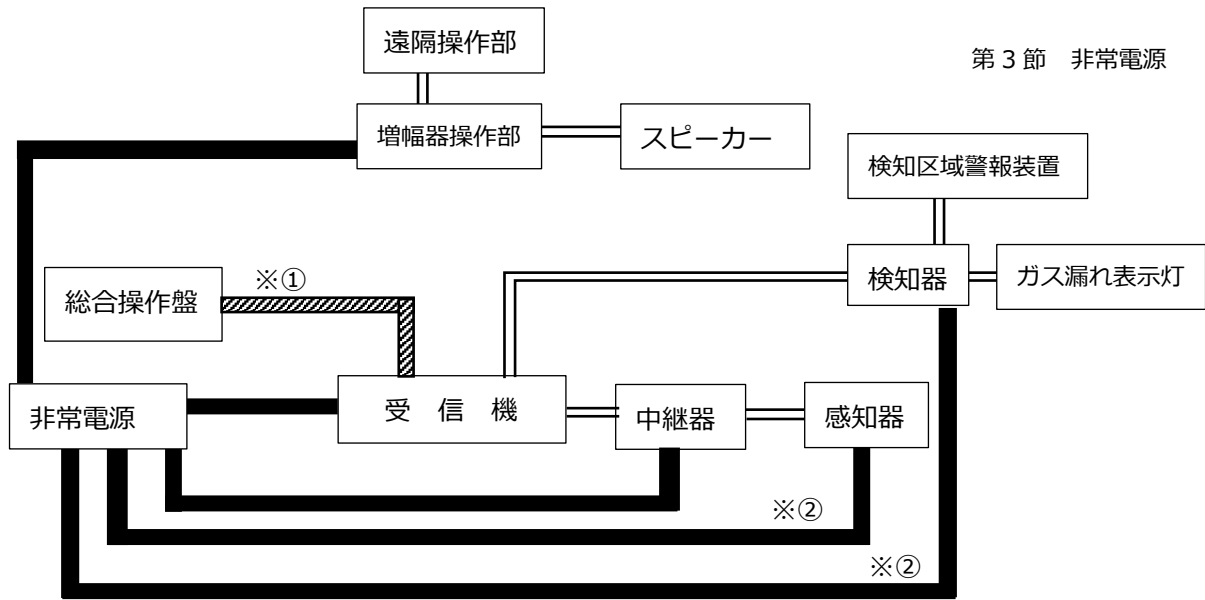 遠隔操作部
第３節　非常電源
増幅器操作部
スピーカー
検知区域警報装置
※①
総合操作盤
検知器
ガス漏れ表示灯
非常電源
受　信　機
中継器
感知器
※②
※②